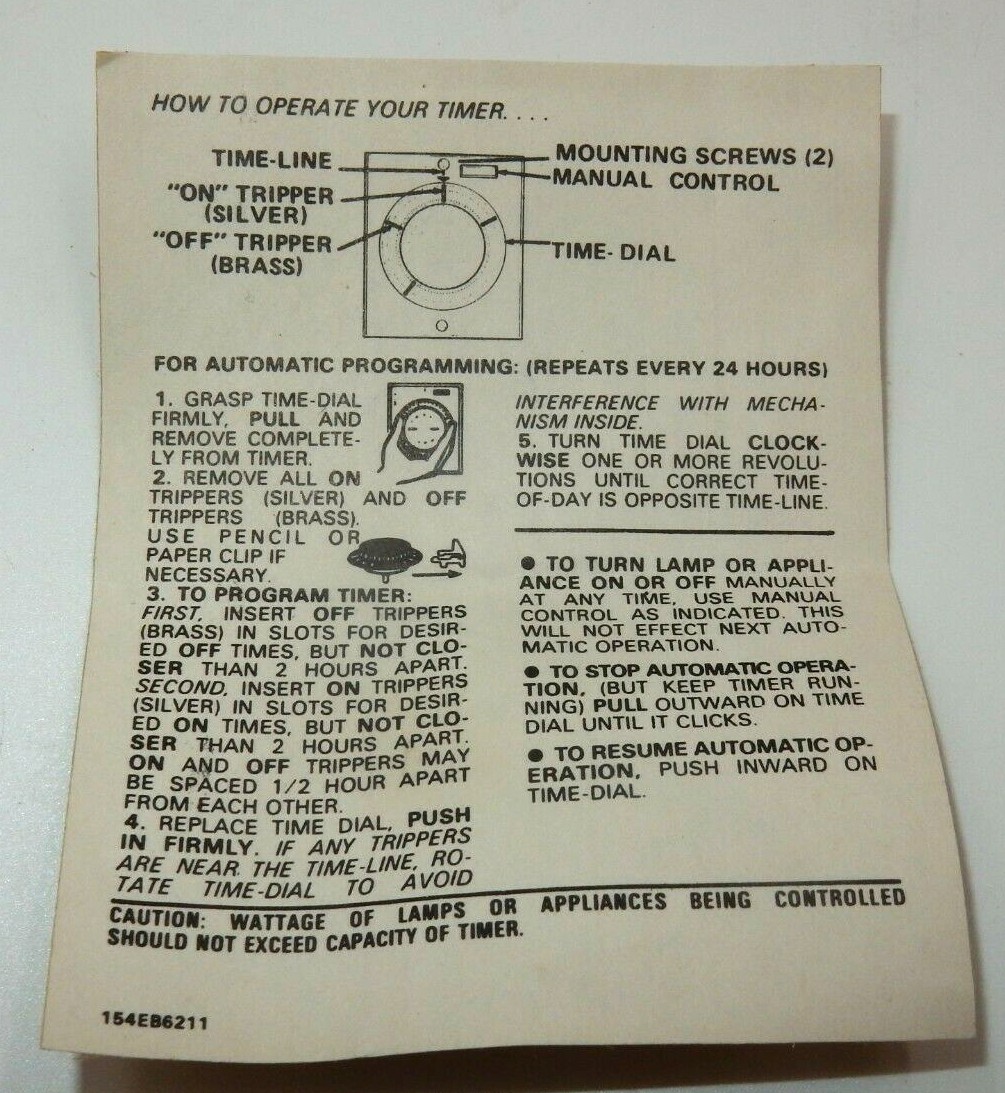 HOW TO OPERATE YOUR TIMER. . . .
TIME-LINE
"ON" TRIPPER
(SILVER)
"OFF" TRIPPER
(BRASS)
MOUNTING SCREWS (2)
MANUAL CONTROL
TIME-DIAL
FOR AUTOMATIC PROGRAMMING: (REPEATS EVERY 24 HOURS)
1. GRASP TIME-DIAL
FIRMLY, PULL AND
REMOVE COMPLETE-
LY FROM TIMER.
2. REMOVE ALL ON
TRIPPERS (SILVER) AND OFF
TRIPPERS (BRASS).
USE PENCIL OR
PAPER CLIP IF
NECESSARY.
3. TO PROGRAM TIMER:
FIRST, INSERT OFF TRIPPERS
(BRASS) IN SLOTS FOR DESIR-
ED OFF TIMES, BUT NOT CLO-
SER THAN 2 HOURS APART.
SECOND, INSERT ON TRIPPERS
(SILVER) IN SLOTS FOR DESIR-
ED ON TIMES, BUT NOT CLO-
SER THAN 2 HOURS APART.
ON AND OFF TRIPPERS MAY
BE SPACED 1/2 HOUR APART
FROM EACH OTHER.
4. REPLACE TIME DIAL, PUSH
IN FIRMLY. IF ANY TRIPPERS
ARE NEAR THE TIME-LINE, RO-
TATE TIME-DIAL TO AVOID
INTERFERENCE WITH MECHA-
NISM INSIDE.
5. TURN TIME DIAL CLOCK-
WISE ONE OR MORE REVOLU-
TIONS UNTIL CORRECT TIME-
OF-DAY IS OPPOSITE TIME-LINE.
● TO TURN LAMP OR APPLI-
ANCE ON OR OFF MANUALLY
AT ANY TIME, USE MANUAL
CONTROL AS INDICATED. THIS
WILL NOT EFFECT NEXT AUTO-
MATIC OPERATION.
● TO STOP AUTOMATIC OPERA-
TION, (BUT KEEP TIMER RUN-
NING) PULL OUTWARD ON TIME
DIAL UNTIL IT CLICKS.
● TO RESUME AUTOMATIC OP-
ERATION, PUSH INWARD ON
TIME-DIAL.
CAUTION: WATTAGE OF LAMPS OR APPLIANCES BEING CONTROLLED
SHOULD NOT EXCEED CAPACITY OF TIMER.
154EB6211